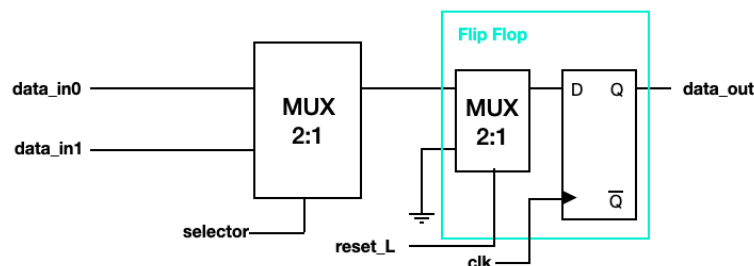 Flip Flop
data_in0
MUX
2:1
MUX
2:1
D
Q
data_out
data_in1
Q̅
selector
reset_L
clk